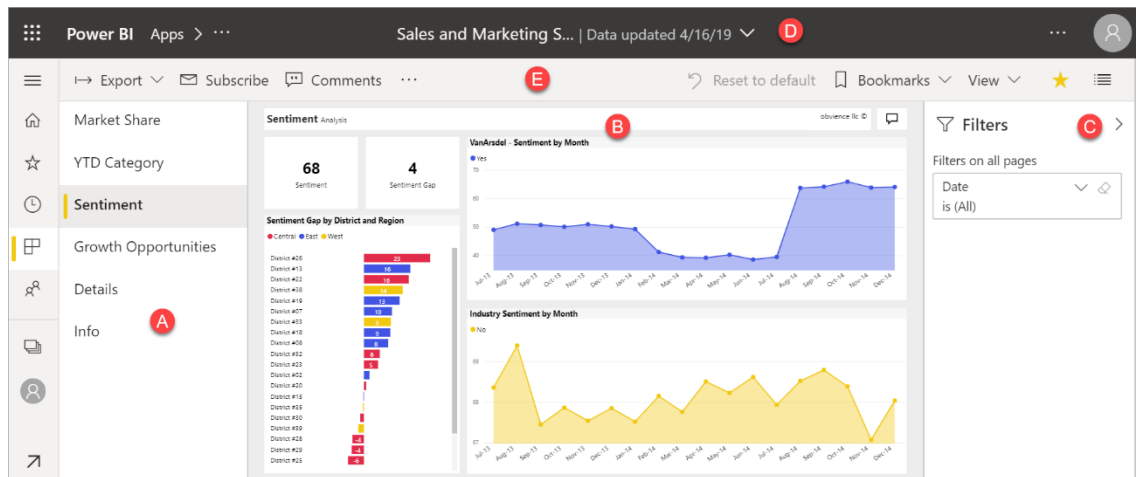 Power BI Apps > ··· Sales and Marketing S... | Data updated 4/16/19 D ···
Export Subscribe Comments ··· E Reset to default Bookmarks View
Market Share
YTD Category
Sentiment
Growth Opportunities
Details
Info
A
Sentiment Analysis B obvience llc ©
68
Sentiment
4
Sentiment Gap
Sentiment Gap by District and Region
Central East West
District #26 23
District #13 16
District #22 16
District #38 14
District #19 13
District #07 10
District #33
District #18 9
District #08 8
District #32 6
District #23 5
District #02
District #20
District #15
District #35
District #30
District #39
District #28 -4
District #29 -4
District #25 -6
VanArsdel - Sentiment by Month
Yes
70
60
50
40
Jul-13 Aug-13 Sep-13 Oct-13 Nov-13 Dec-13 Jan-14 Feb-14 Mar-14 Apr-14 May-14 Jun-14 Jul-14 Aug-14 Sep-14 Oct-14 Nov-14 Dec-14
Industry Sentiment by Month
No
69
68
67
Jul-13 Aug-13 Sep-13 Oct-13 Nov-13 Dec-13 Jan-14 Feb-14 Mar-14 Apr-14 May-14 Jun-14 Jul-14 Aug-14 Sep-14 Oct-14 Nov-14 Dec-14
Filters C
Filters on all pages
Date
is (All)